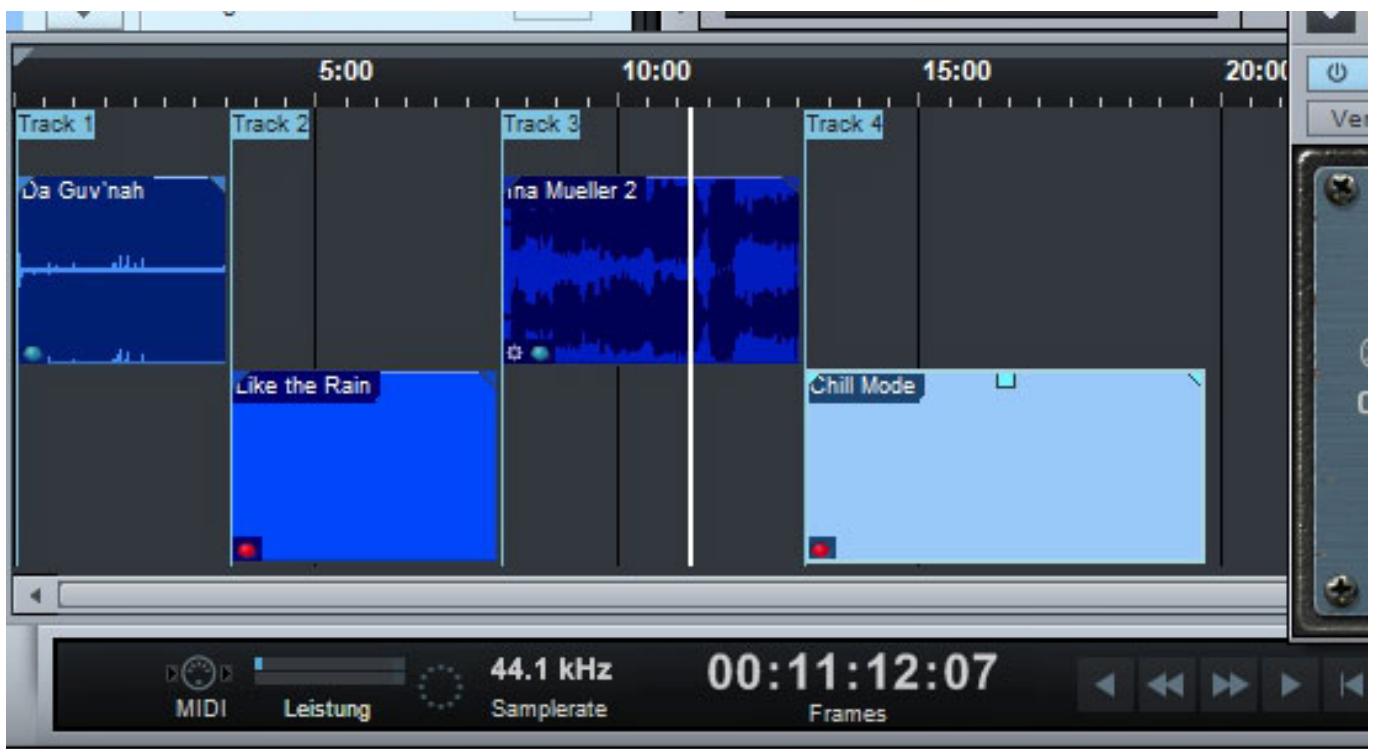 5:00 10:00 15:00 20:00
Track 1 Track 2 Track 3 Track 4
Da Guv'nah
Ina Mueller 2
Like the Rain
Chill Mode
44.1 kHz 00:11:12:07
MIDI Leistung Samplerate Frames